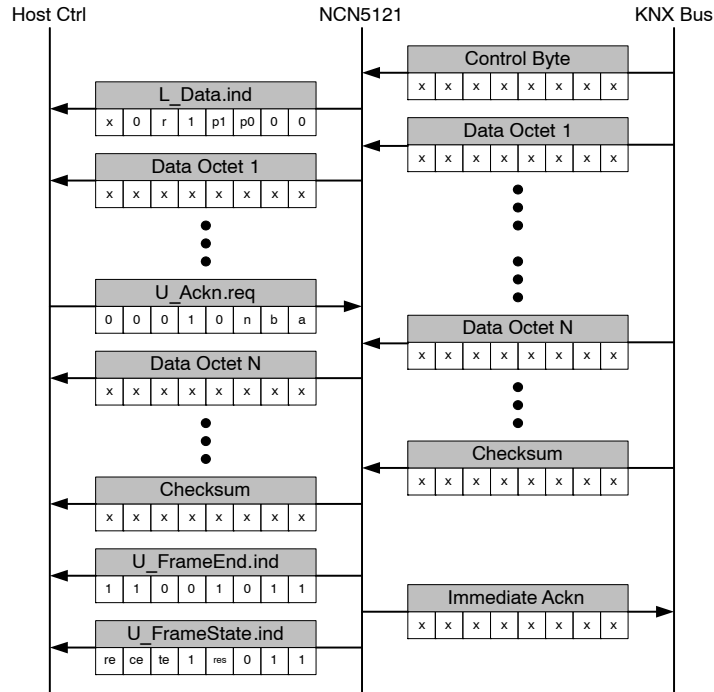 Host Ctrl NCN5121 KNX Bus
Control Byte
x x x x x x x x
L_Data.ind
x 0 r 1 p1 p0 0 0
Data Octet 1
x x x x x x x x
Data Octet 1
x x x x x x x x
U_Ackn.req
0 0 0 1 0 n b a
Data Octet N
x x x x x x x x
Data Octet N
x x x x x x x x
Checksum
x x x x x x x x
Checksum
x x x x x x x x
U_FrameEnd.ind
1 1 0 0 1 0 1 1
Immediate Ackn
x x x x x x x x
U_FrameState.ind
re ce te 1 res 0 1 1